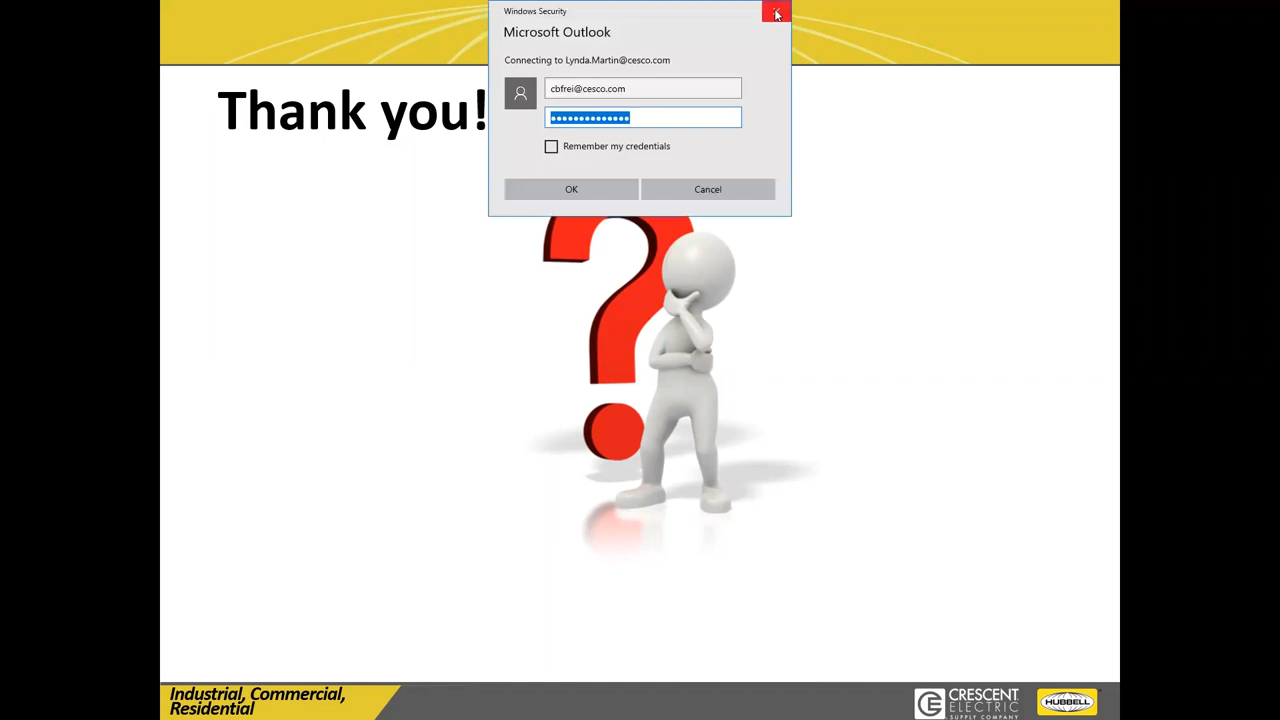 Windows Security
Microsoft Outlook
Connecting to Lynda.Martin@cesco.com
cbfrei@cesco.com
●●●●●●●●●●●●●●
Remember my credentials
OK Cancel
Thank you!
?
Industrial, Commercial,
Residential
CRESCENT
ELECTRIC
SUPPLY COMPANY
HUBBELL